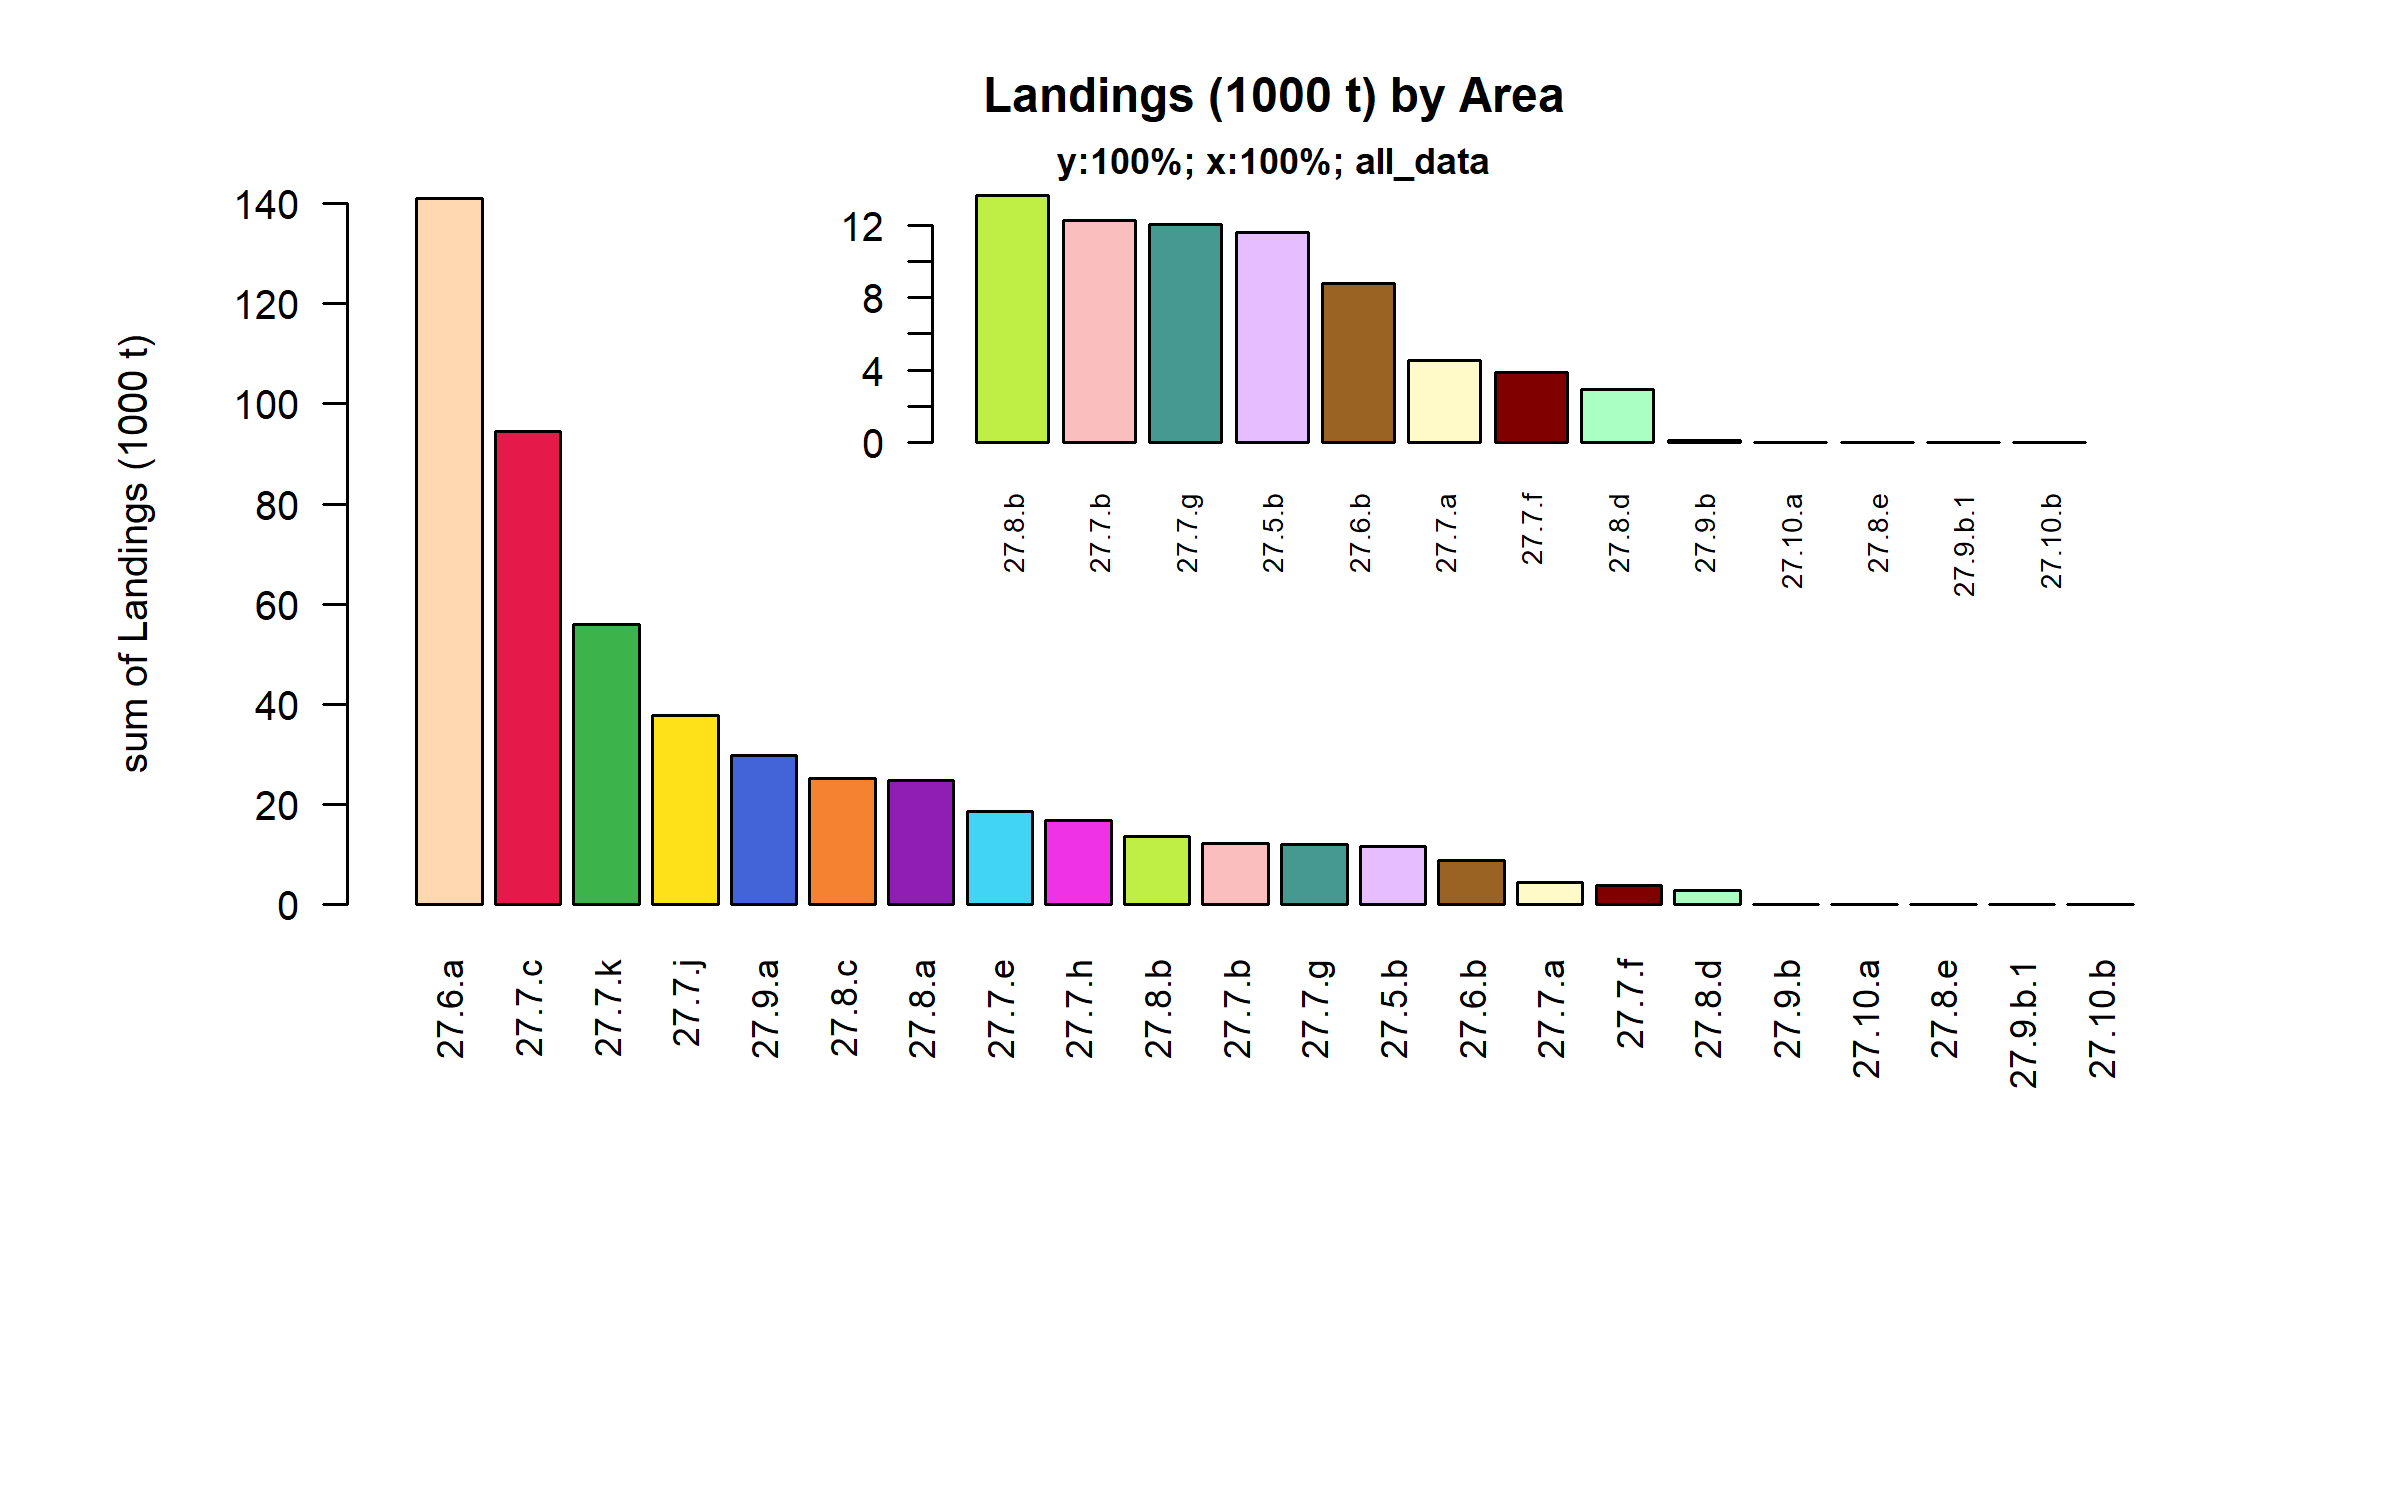 Landings (1000 t) by Area
y:100%; x:100%; all_data
sum of Landings (1000 t)
140
120
100
80
60
40
20
0
12
8
4
0
27.8.b
27.7.b
27.7.g
27.5.b
27.6.b
27.7.a
27.7.f
27.8.d
27.9.b
27.10.a
27.8.e
27.9.b.1
27.10.b
27.6.a
27.7.c
27.7.k
27.7.j
27.9.a
27.8.c
27.8.a
27.7.e
27.7.h
27.8.b
27.7.b
27.7.g
27.5.b
27.6.b
27.7.a
27.7.f
27.8.d
27.9.b
27.10.a
27.8.e
27.9.b.1
27.10.b